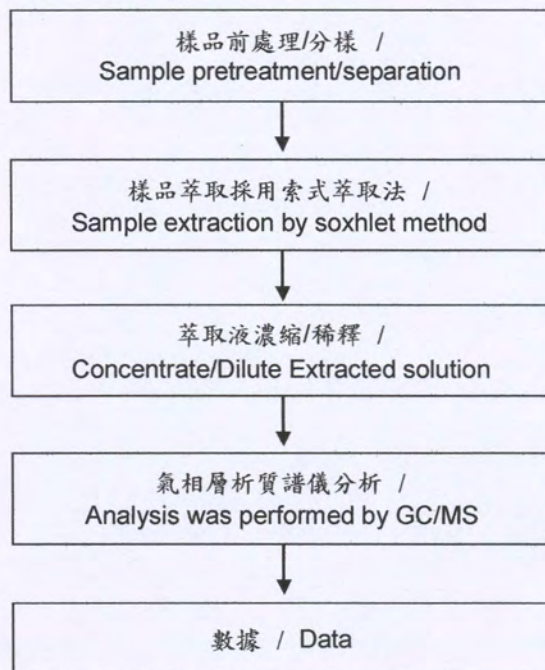 樣品前處理/分樣 /
Sample pretreatment/separation
樣品萃取採用索式萃取法 /
Sample extraction by soxhlet method
萃取液濃縮/稀釋 /
Concentrate/Dilute Extracted solution
氣相層析質譜儀分析 /
Analysis was performed by GC/MS
數據 / Data